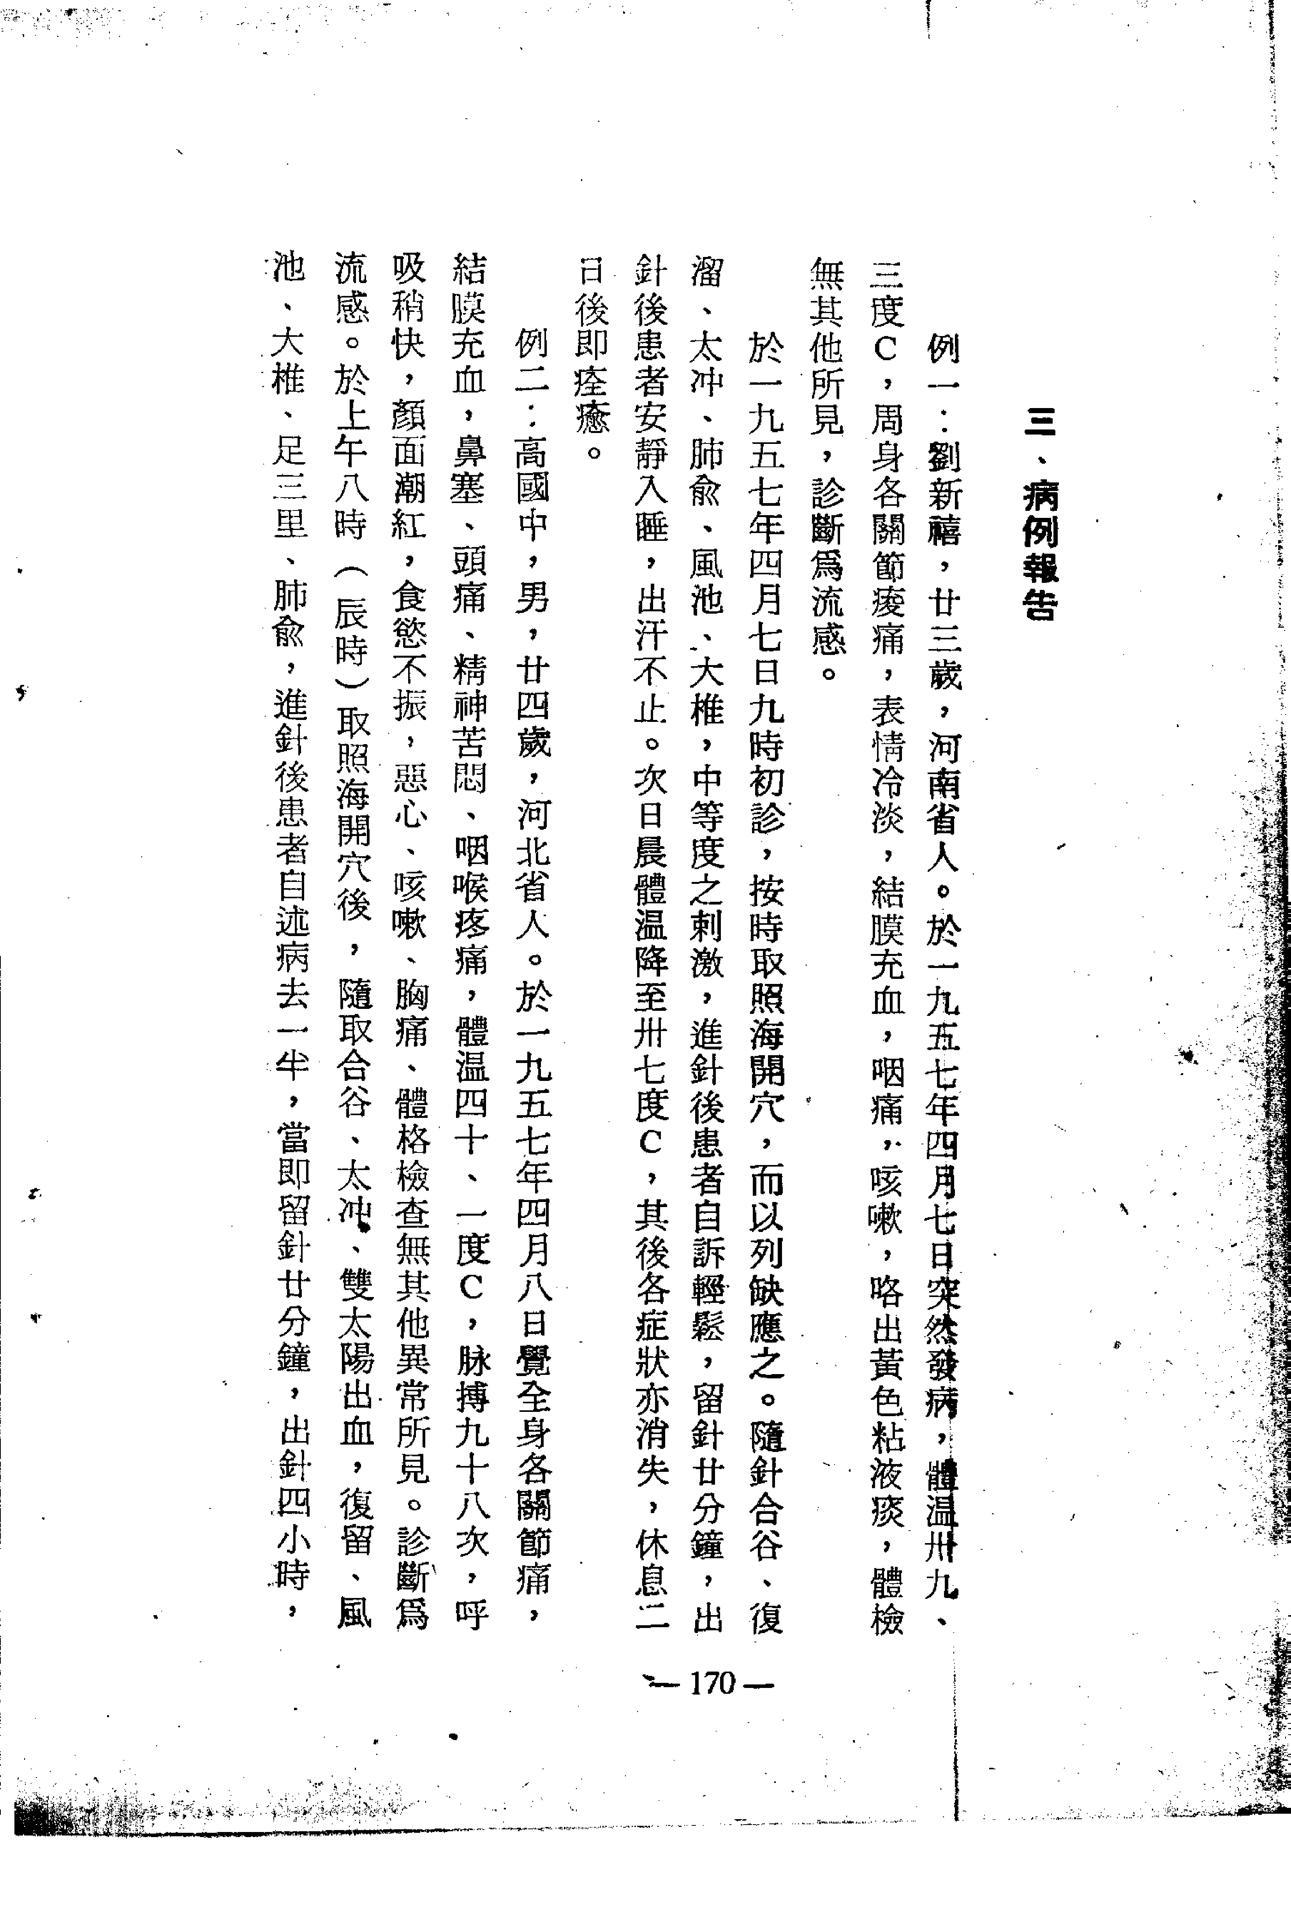 三、病例報告
例一：劉新禧，廿三歲，河南省人。於一九五七年四月七日突然發病，體温卅九、
三度C，周身各關節痠痛，表情冷淡，結膜充血，咽痛，咳嗽，咯出黃色粘液痰，體檢
無其他所見，診斷爲流感。
於一九五七年四月七日九時初診，按時取照海開穴，而以列缺應之。隨針合谷、復
溜、太冲、肺兪、風池、大椎，中等度之刺激，進針後患者自訴輕鬆，留針廿分鐘，出
針後患者安靜入睡，出汗不止。次日晨體温降至卅七度C，其後各症狀亦消失，休息二
日後即痊癒。
例二：高國中，男，廿四歲，河北省人。於一九五七年四月八日覺全身各關節痛，
結膜充血，鼻塞、頭痛、精神苦悶、咽喉疼痛，體温四十、一度C，脉搏九十八次，呼
吸稍快，顏面潮紅，食慾不振，惡心、咳嗽、胸痛、體格檢查無其他異常所見。診斷爲
流感。於上午八時（辰時）取照海開穴後，隨取合谷、太冲、雙太陽出血，復留、風
池、大椎、足三里、肺兪，進針後患者自述病去一半，當即留針廿分鐘，出針四小時，
— 170 —